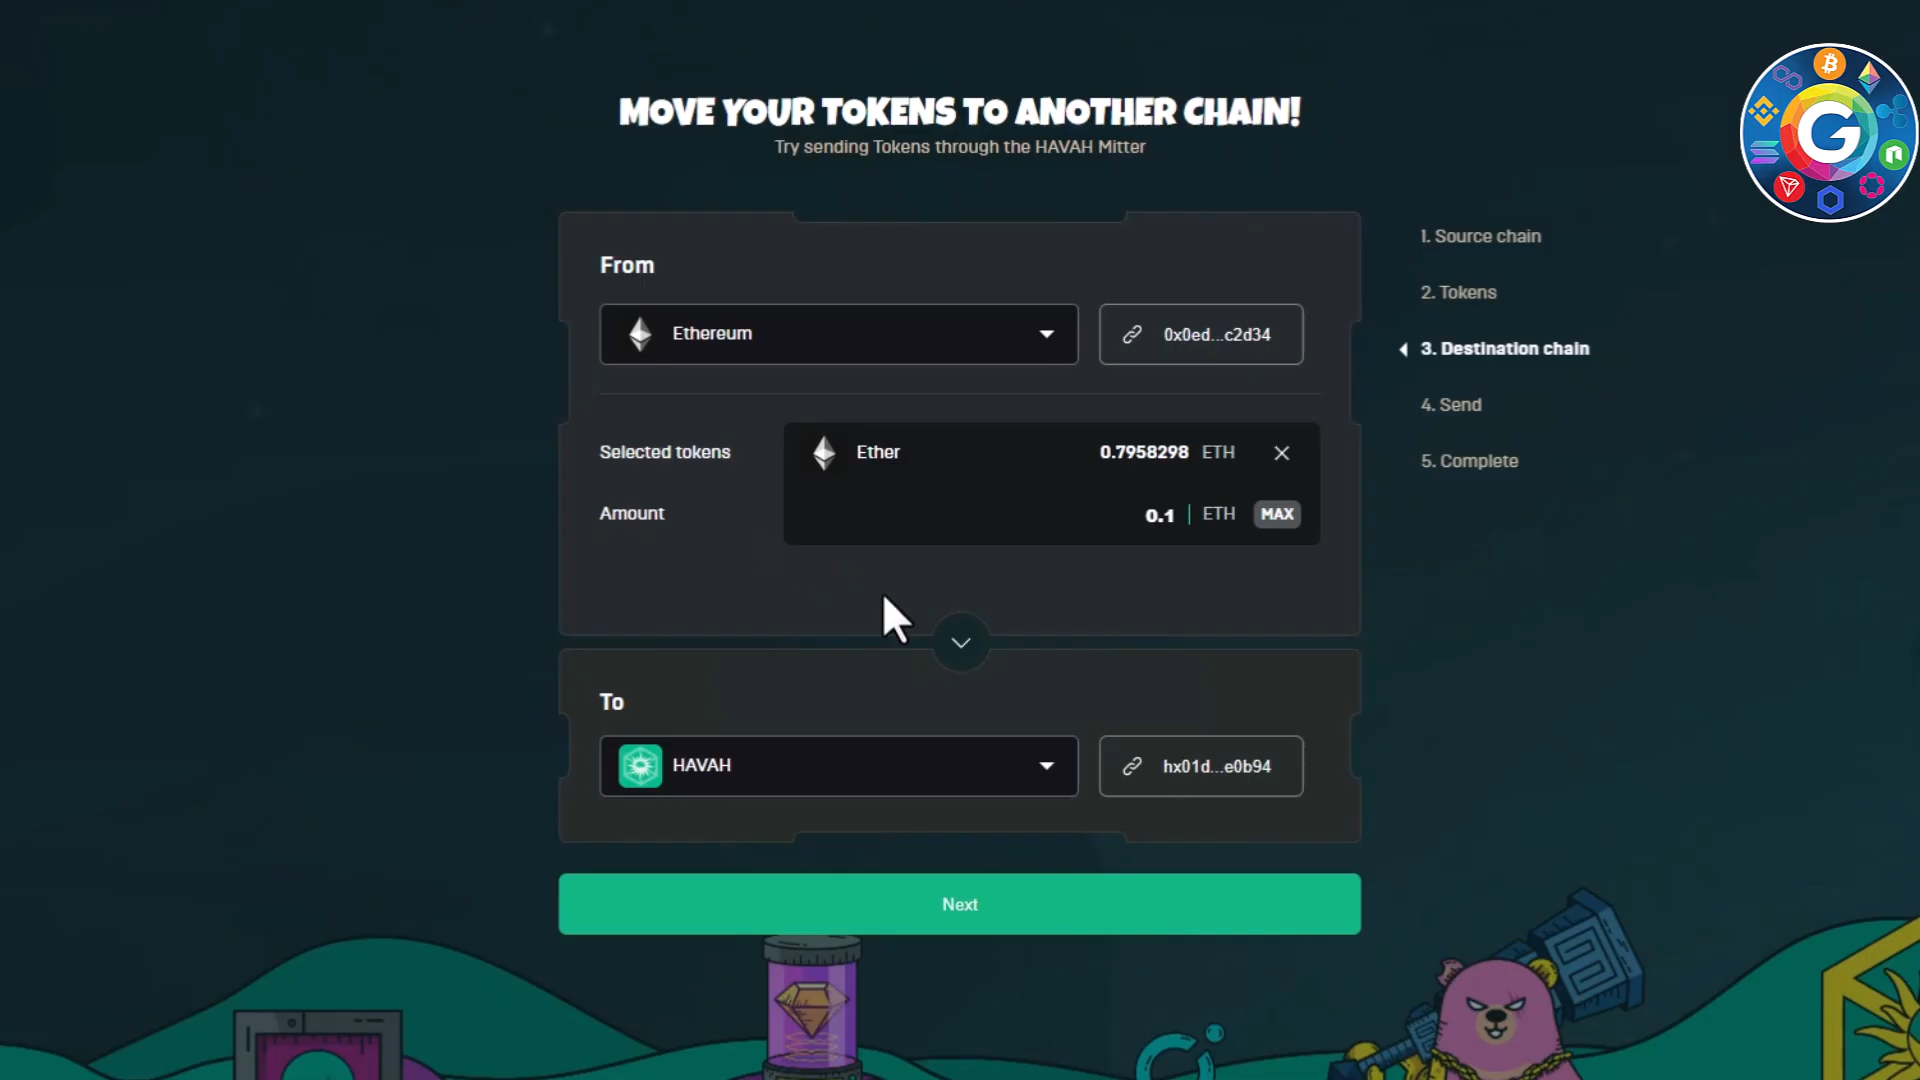 MOVE YOUR TOKENS TO ANOTHER CHAIN!
Try sending Tokens through the HAVAH Mitter
G
From
Ethereum
0x0ed...c2d34
Selected tokens
Ether
0.7958298 ETH
Amount
0.1 ETH MAX
To
HAVAH
hx01d...e0b94
Next
1. Source chain
2. Tokens
3. Destination chain
4. Send
5. Complete